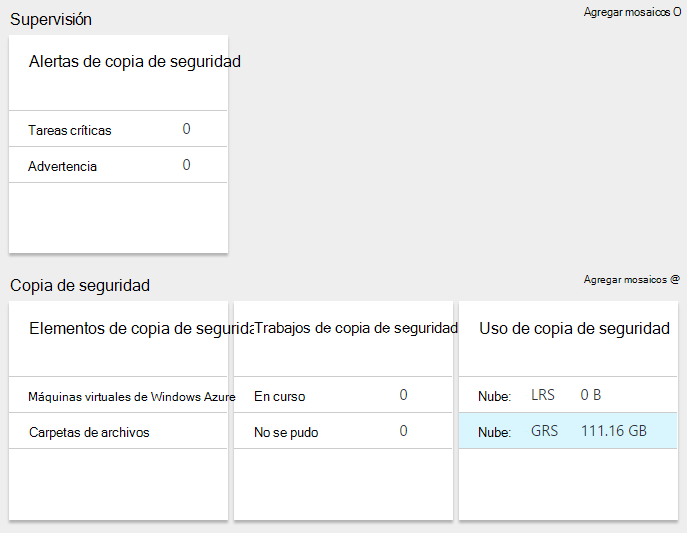 Supervisión
Agregar mosaicos O
Alertas de copia de seguridad
Tareas críticas 0
Advertencia 0
Copia de seguridad
Agregar mosaicos @
Elementos de copia de segurida
Máquinas virtuales de Windows Azure
Carpetas de archivos
Trabajos de copia de seguridad
En curso 0
No se pudo 0
Uso de copia de seguridad
Nube: LRS 0 B
Nube: GRS 111.16 GB